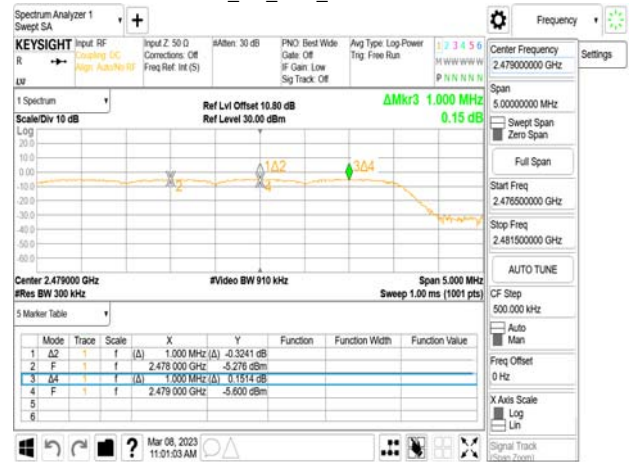 Spectrum Analyzer 1
Swept SA
Frequency
KEYSIGHT
Input: RF
Coupling: DC
Align: Auto/No RF
Input Z: 50 Ω
Corrections: Off
Freq Ref: Int (S)
#Atten: 30 dB
PNO: Best Wide
Gate: Off
IF Gain: Low
Sig Track: Off
Avg Type: Log-Power
Trig: Free Run
1 2 3 4 5 6
M W W W W W
P N N N N N
R
LVI
Center Frequency
2.479000000 GHz
Settings
Span
5.00000000 MHz
Swept Span
Zero Span
Full Span
Start Freq
2.476500000 GHz
Stop Freq
2.481500000 GHz
AUTO TUNE
CF Step
500.000 kHz
Auto
Man
Freq Offset
0 Hz
X Axis Scale
Log
Lin
Signal Track
(Span Zoom)
1 Spectrum
Scale/Div 10 dB
Ref Lvl Offset 10.80 dB
Ref Level 30.00 dBm
ΔMkr3 1.000 MHz
0.15 dB
Log
20.0
10.0
0.00
-10.0
-20.0
-30.0
-40.0
-50.0
-60.0
2
1Δ2
4
3Δ4
Center 2.479000 GHz
#Res BW 300 kHz
#Video BW 910 kHz
Span 5.000 MHz
Sweep 1.00 ms (1001 pts)
5 Marker Table
Mode Trace Scale X Y Function Function Width Function Value
1 Δ2 1 f (Δ) 1.000 MHz (Δ) -0.3241 dB
2 F 1 f 2.478 000 GHz -5.276 dBm
3 Δ4 1 f (Δ) 1.000 MHz (Δ) 0.1514 dB
4 F 1 f 2.479 000 GHz -5.600 dBm
5
6
?
Mar 08, 2023
11:01:03 AM